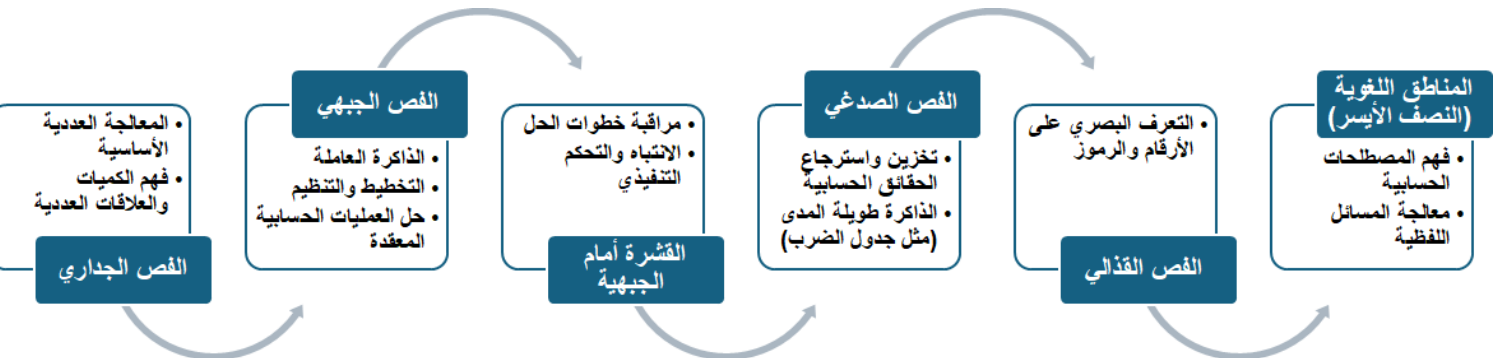 المعالجة العددية
الأساسية
فهم الكميات
والعلاقات العددية
الفص الجداري
الفص الجبهي
الذاكرة العاملة
التخطيط والتنظيم
حل العمليات الحسابية
المعقدة
مراقبة خطوات الحل
الانتباه والتحكم
التنفيذي
القشرة أمام
الجبهية
الفص الصدغي
تخزين واسترجاع
الحقائق الحسابية
الذاكرة طويلة المدى
(مثل جدول الضرب)
التعرف البصري على
الأرقام والرموز
الفص القذالي
المناطق اللغوية
(النصف الأيسر)
فهم المصطلحات
الحسابية
معالجة المسائل
اللفظية